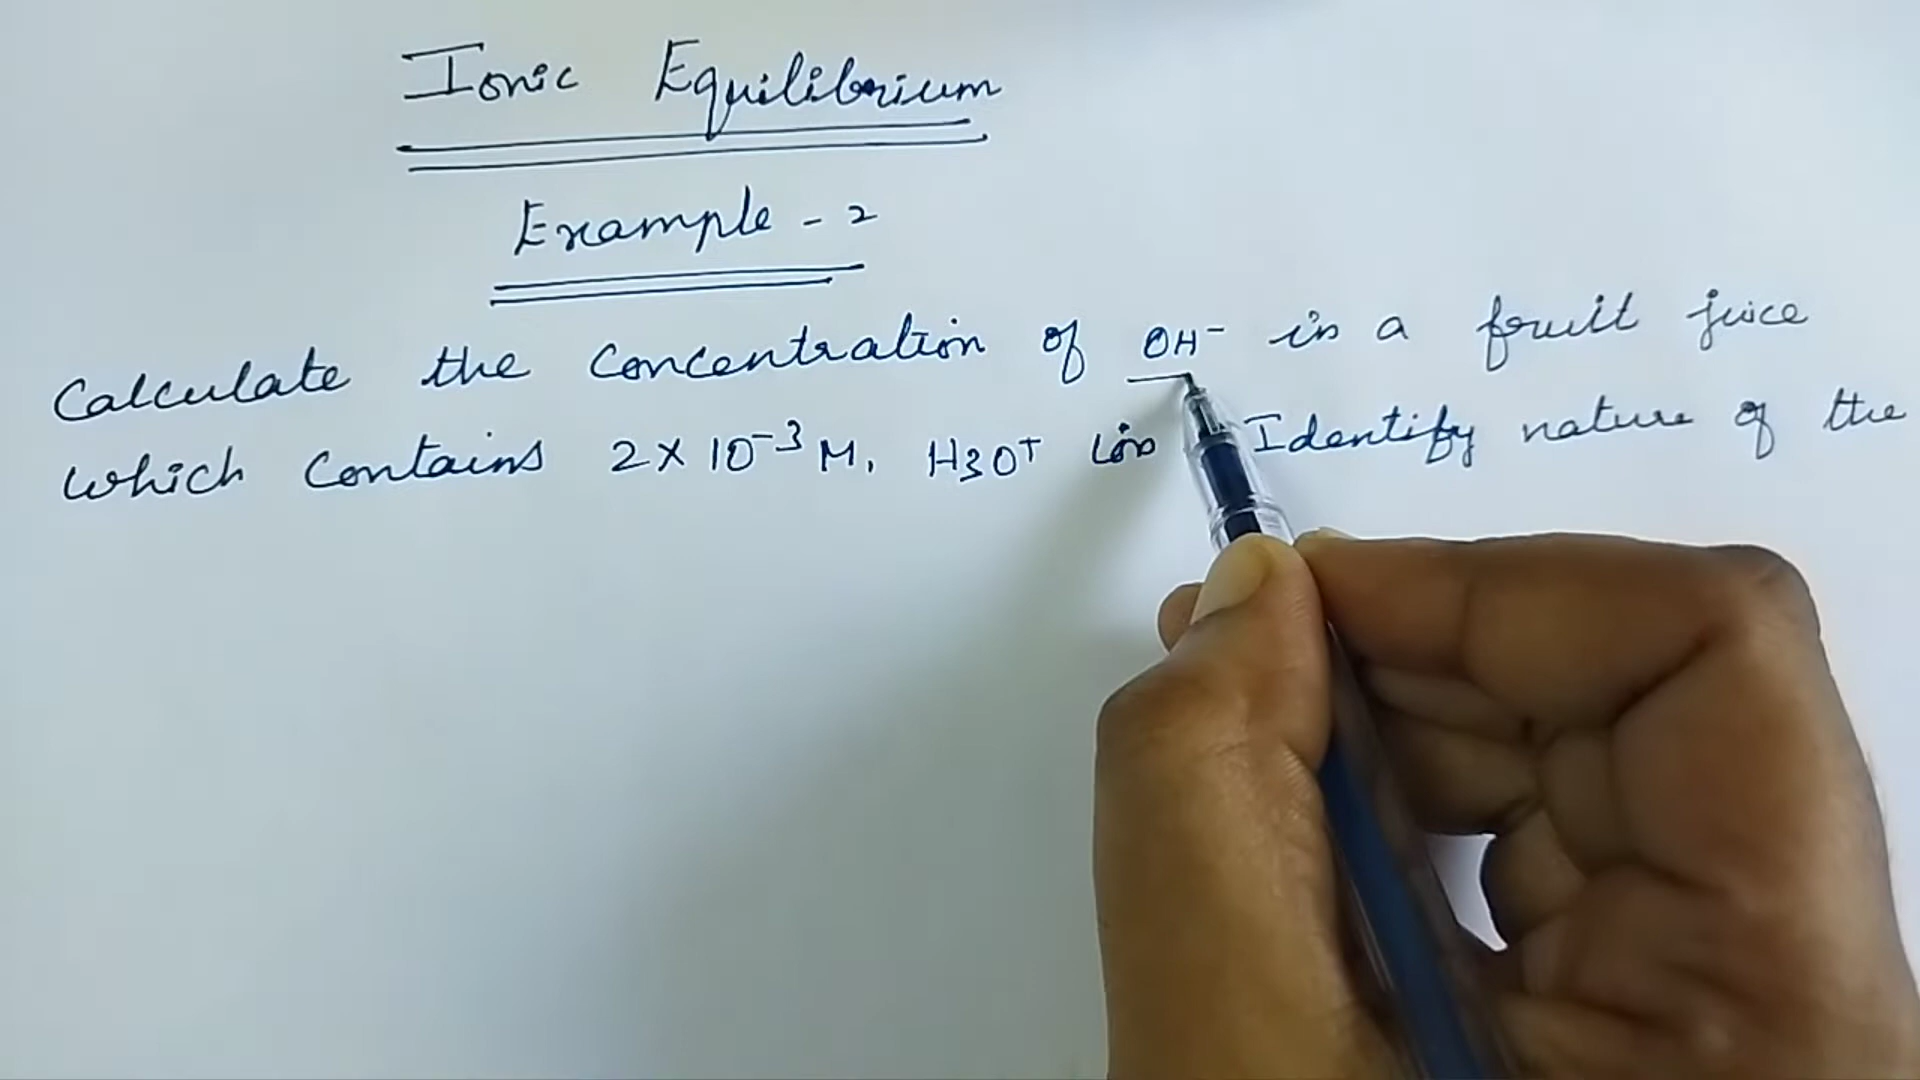 Ionic Equilibrium
Example - 2
Calculate the concentration of OH⁻ in a fruit juice
which contains 2 x 10⁻³ M, H₃O⁺ ion Identify nature of the